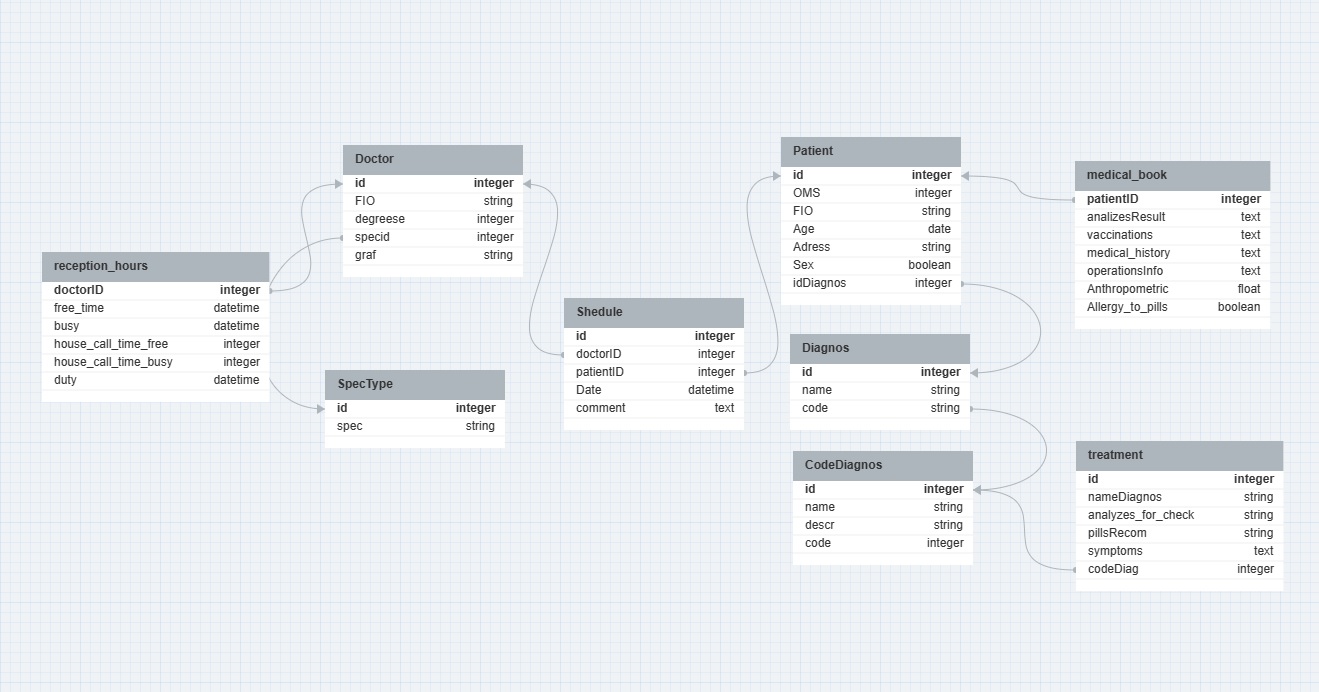 Doctor
id integer
FIO string
degreese integer
specid integer
graf string
reception_hours
doctorID integer
free_time datetime
busy datetime
house_call_time_free integer
house_call_time_busy integer
duty datetime
SpecType
id integer
spec string
Shedule
id integer
doctorID integer
patientID integer
Date datetime
comment text
Patient
id integer
OMS integer
FIO string
Age date
Adress string
Sex boolean
idDiagnos integer
Diagnos
id integer
name string
code string
CodeDiagnos
id integer
name string
descr string
code integer
medical_book
patientID integer
analizesResult text
vaccinations text
medical_history text
operationsInfo text
Anthropometric float
Allergy_to_pills boolean
treatment
id integer
nameDiagnos string
analyzes_for_check string
pillsRecom string
symptoms text
codeDiag integer